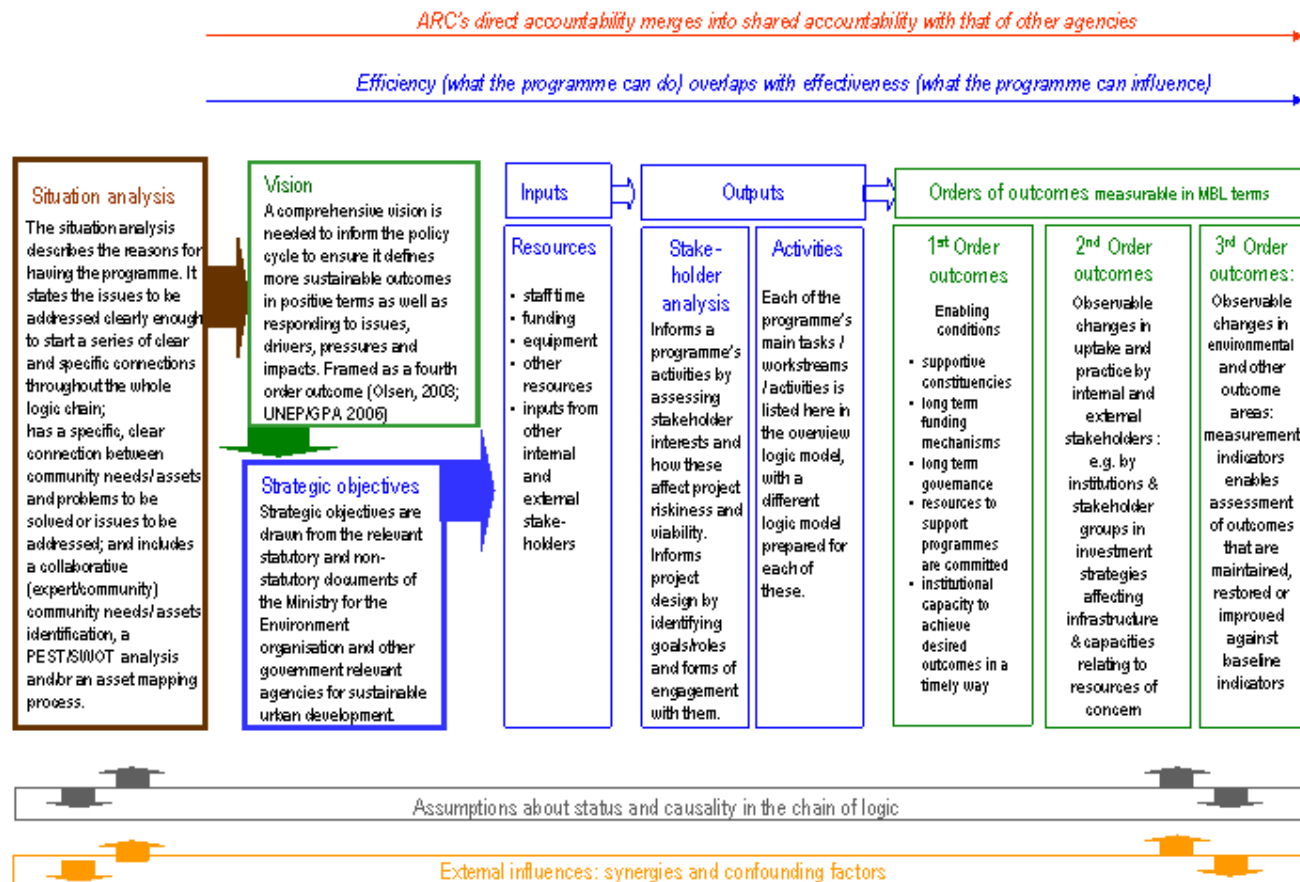 ARC's direct accountability merges into shared accountability with that of other agencies
Efficiency (what the programme can do) overlaps with effectiveness (what the programme can influence)
Situation analysis
The situation analysis
describes the reasons for
having the programme. It
states the issues to be
addressed clearly enough
to start a series of clear
and specific connections
throughout the whole
logic chain;
has a specific, clear
connection between
community needs/assets
and problems to be
solved or issues to be
addressed; and includes
a collaborative
(expert/community)
community needs/assets
identification, a
PEST/SWOT analysis
and/or an asset mapping
process.
Vision
A comprehensive vision is
needed to inform the policy
cycle to ensure it defines
more sustainable outcomes
in positive terms as well as
responding to issues,
drivers, pressures and
impacts. Framed as a fourth
order outcome (Olsen, 2003;
UNEP/GPA 2006)
Strategic objectives
Strategic objectives are
drawn from the relevant
statutory and non-
statutory documents of
the Ministry for the
Environment
organisation and other
government relevant
agencies for sustainable
urban development.
Inputs
Resources
• staff time
• funding
• equipment
• other
resources
• inputs from
other
internal
and
external
stake-
holders
Outputs
Stake-
holder
analysis
Informs a
programme's
activities by
assessing
stakeholder
interests and
how these
affect project
riskiness and
viability.
Informs
project
design by
identifying
goals/roles
and forms of
engagement
with them.
Activities
Each of the
programme's
main tasks /
workstreams
/ activities is
listed here in
the overview
logic model,
with a
different
logic model
prepared for
each of
these.
Orders of outcomes measurable in MBL terms
1st Order
outcomes
Enabling
conditions
• supportive
constituencies
• long term
funding
mechanisms
• long term
governance
• resources to
support
programmes
are committed
• institutional
capacity to
achieve
desired
outcomes in a
timely way
2nd Order
outcomes
Observable
changes in
uptake and
practice by
internal and
external
stakeholders :
e.g. by
institutions &
stakeholder
groups in
investment
strategies
affecting
infrastructure
& capacities
relating to
resources of
concern
3rd Order
outcomes:
Observable
changes in
environmental
and other
outcome
areas:
measurement
indicators
enables
assessment
of outcomes
that are
maintained,
restored or
improved
against
baseline
indicators
Assumptions about status and causality in the chain of logic
External influences: synergies and confounding factors